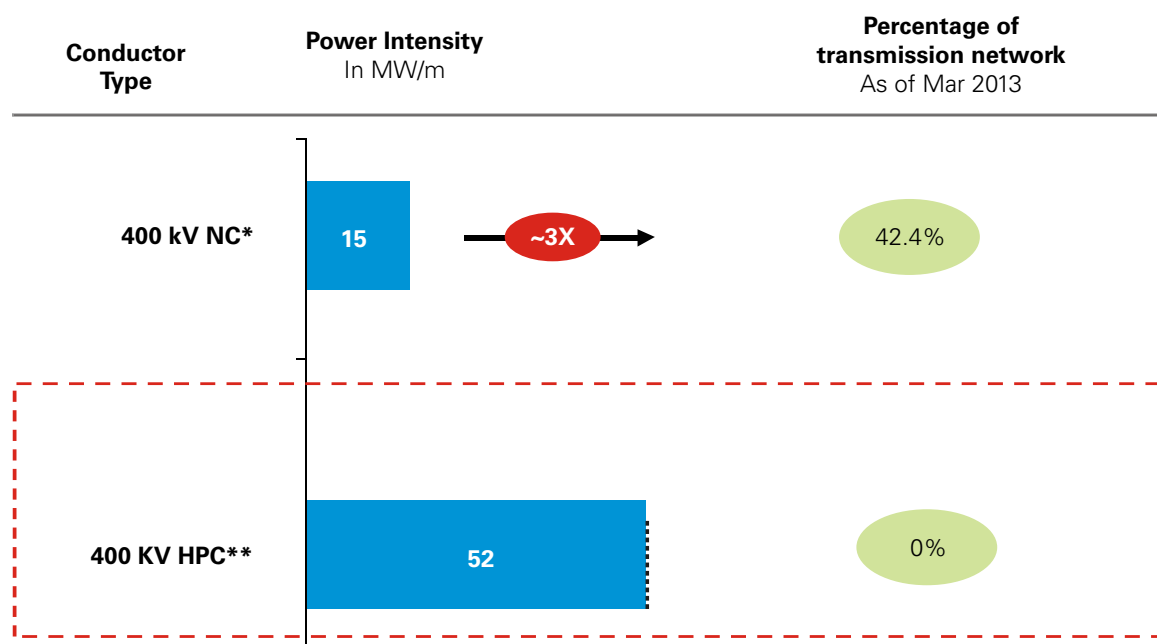 Conductor
Type
Power Intensity
In MW/m
Percentage of
transmission network
As of Mar 2013
400 kV NC*
15
~3X
42.4%
400 KV HPC**
52
0%